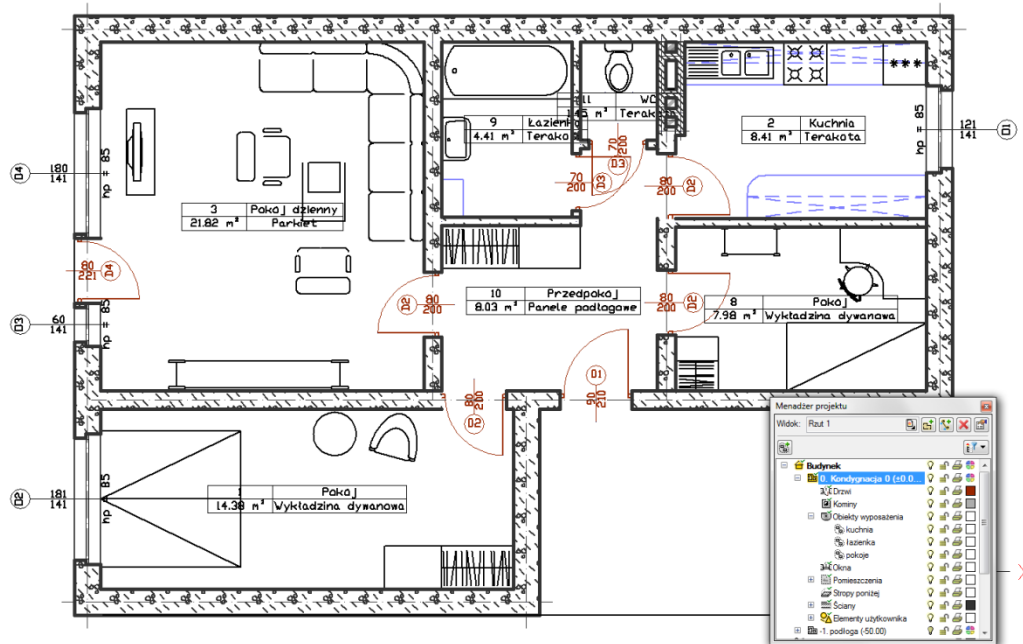 9 Łazienka
4.41 m² Terako
11 WC
m² Terak
2 Kuchnia
8.41 m² Terakota
hp = 85
121
141
D1
D4
180
141
hp = 85
3 Pokój dzienny
21.82 m² Parkiet
70
200
D3
70
200
D3
80
200
D2
80
221
D4
D3
60
141
hp = 85
D2
80
200
10 Przedpokój
8.03 m² Panele podłogowe
80
200
D2
8 Pokój
7.98 m² Wykładzina dywanowa
80
200
D2
D1
90
210
D2
181
141
hp = 85
1 Pokój
14.38 m² Wykładzina dywanowa
Menadżer projektu
Widok: Rzut 1
Budynek
0. Kondygnacja 0 (±0.0...
Drzwi
Kominy
Obiekty wyposażenia
kuchnia
łazienka
pokoje
Okna
Pomieszczenia
Stropy poniżej
Ściany
Elementy użytkownika
-1. podłoga (-50.00)
X